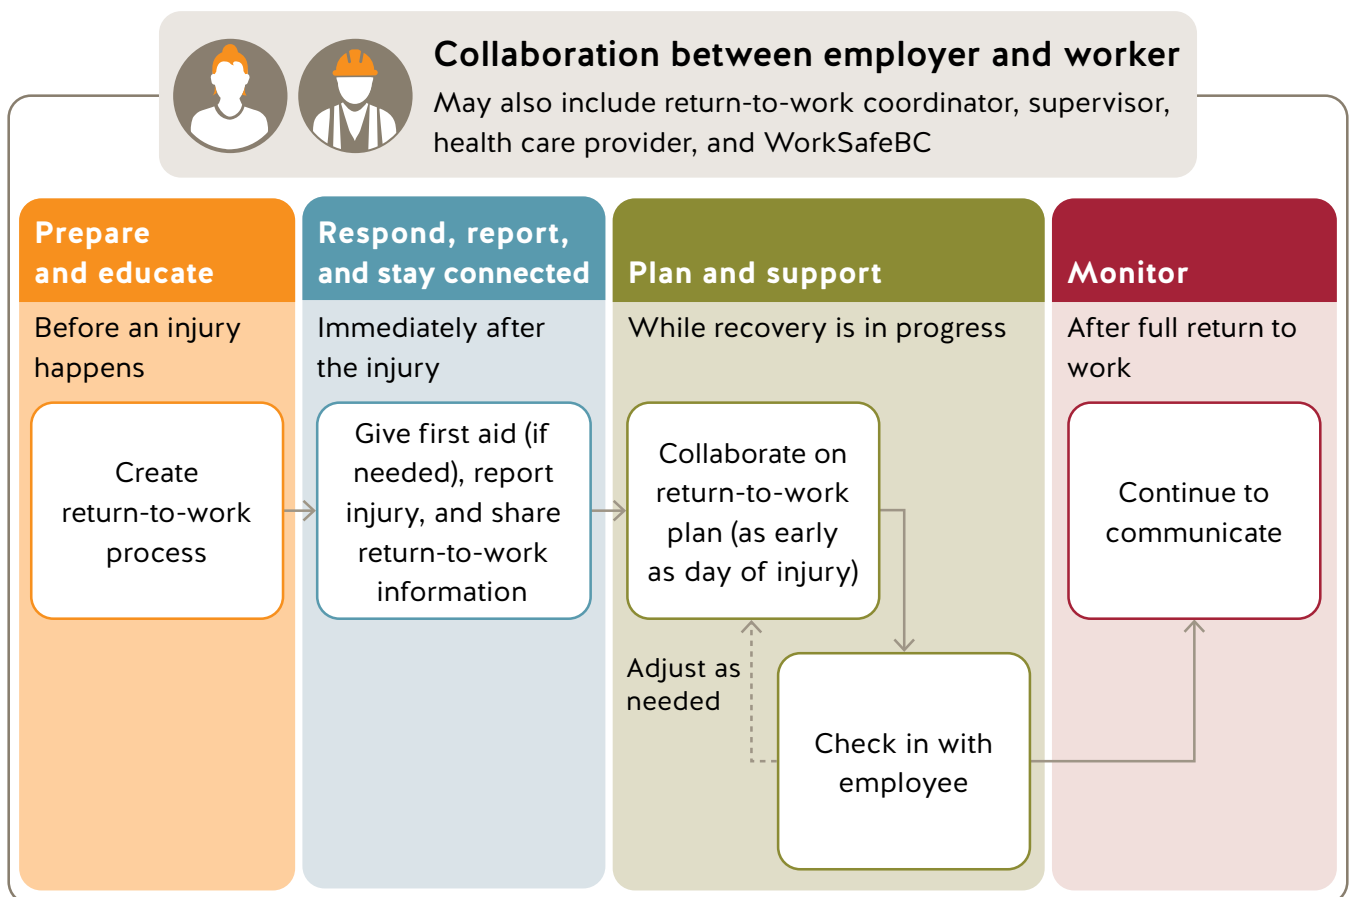 Collaboration between employer and worker
May also include return-to-work coordinator, supervisor,
health care provider, and WorkSafeBC
Prepare
and educate
Before an injury
happens
Create
return-to-work
process
Respond, report,
and stay connected
Immediately after
the injury
Give first aid (if
needed), report
injury, and share
return-to-work
information
Plan and support
While recovery is in progress
Collaborate on
return-to-work
plan (as early
as day of injury)
Adjust as
needed
Check in with
employee
Monitor
After full return to
work
Continue to
communicate